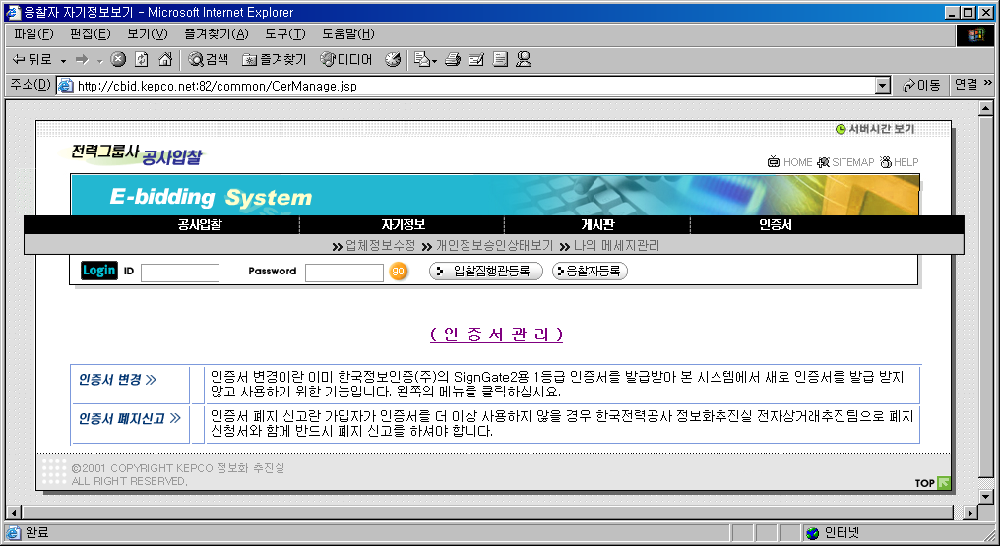 응찰자 자기정보보기 - Microsoft Internet Explorer
파일(F) 편집(E) 보기(V) 즐겨찾기(A) 도구(T) 도움말(H)
뒤로 검색 즐겨찾기 미디어
주소(D) http://cbid.kepco.net:82/common/CerManage.jsp 이동 연결 »
서버시간 보기
전력그룹사 공사입찰
HOME SITEMAP HELP
E-bidding System
공사입찰 자기정보 게시판 인증서
업체정보수정 개인정보승인상태보기 나의 메세지관리
Login ID Password GO 입찰집행관등록 응찰자등록
( 인 증 서 관 리 )
인증서 변경 인증서 변경이란 이미 한국정보인증(주)의 SignGate2용 1등급 인증서를 발급받아 본 시스템에서 새로 인증서를 발급 받지
않고 사용하기 위한 기능입니다. 왼쪽의 메뉴를 클릭하십시요.
인증서 폐지신고 인증서 폐지 신고란 가입자가 인증서를 더 이상 사용하지 않을 경우 한국전력공사 정보화추진실 전자상거래추진팀으로 폐지
신청서와 함께 반드시 폐지 신고를 하셔야 합니다.
©2001 COPYRIGHT KEPCO 정보화 추진실
ALL RIGHT RESERVED,
TOP
완료 인터넷